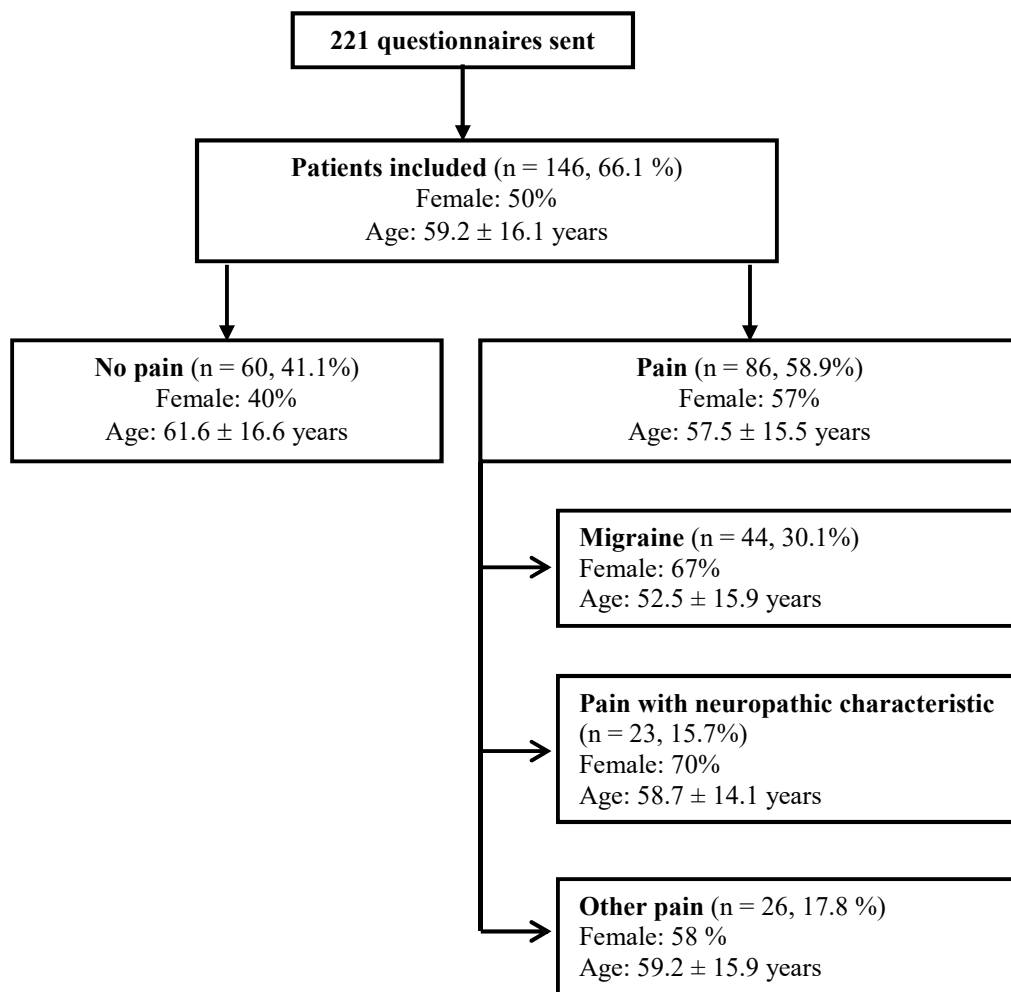 221 questionnaires sent
Patients included (n = 146, 66.1 %)
Female: 50%
Age: 59.2 ± 16.1 years
No pain (n = 60, 41.1%)
Female: 40%
Age: 61.6 ± 16.6 years
Pain (n = 86, 58.9%)
Female: 57%
Age: 57.5 ± 15.5 years
Migraine (n = 44, 30.1%)
Female: 67%
Age: 52.5 ± 15.9 years
Pain with neuropathic characteristic
(n = 23, 15.7%)
Female: 70%
Age: 58.7 ± 14.1 years
Other pain (n = 26, 17.8 %)
Female: 58 %
Age: 59.2 ± 15.9 years